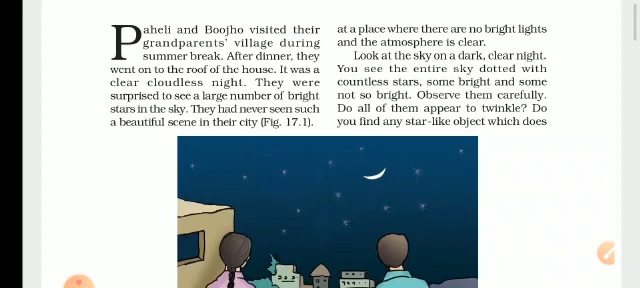 Paheli and Boojho visited their
grandparents' village during
summer break. After dinner, they
went on to the roof of the house. It was a
clear cloudless night. They were
surprised to see a large number of bright
stars in the sky. They had never seen such
a beautiful scene in their city (Fig. 17.1).
at a place where there are no bright lights
and the atmosphere is clear.
Look at the sky on a dark, clear night.
You see the entire sky dotted with
countless stars, some bright and some
not so bright. Observe them carefully.
Do all of them appear to twinkle? Do
you find any star-like object which does